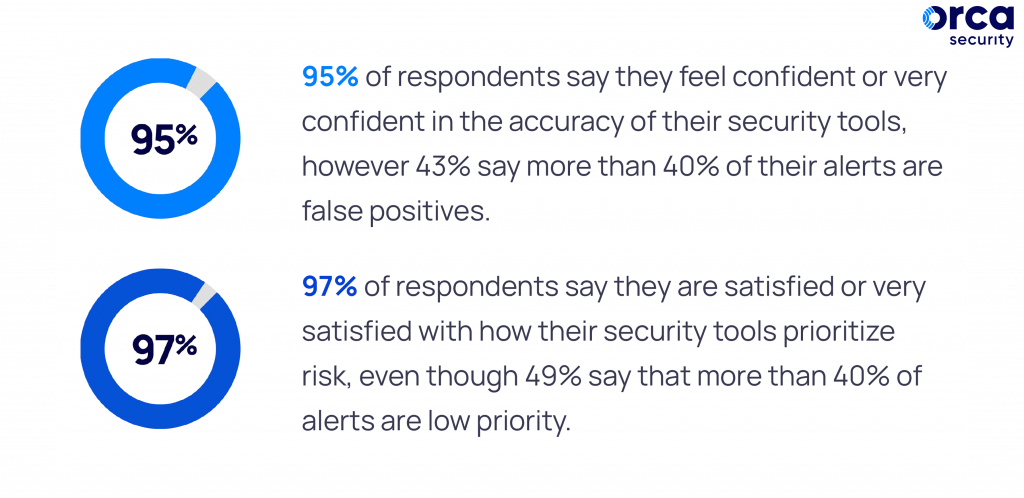 orca
security
95%
95% of respondents say they feel confident or very
confident in the accuracy of their security tools,
however 43% say more than 40% of their alerts are
false positives.
97%
97% of respondents say they are satisfied or very
satisfied with how their security tools prioritize
risk, even though 49% say that more than 40% of
alerts are low priority.